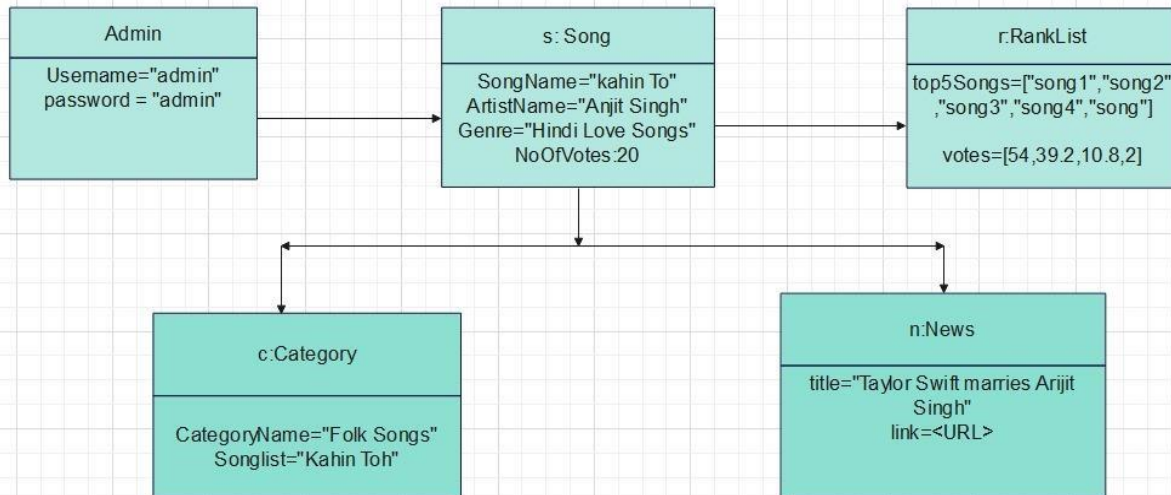 Admin
Username="admin"
password = "admin"
s: Song
SongName="kahin To"
ArtistName="Anjit Singh"
Genre="Hindi Love Songs"
NoOfVotes:20
r:RankList
top5Songs=["song1","song2"
,"song3","song4","song"]
votes=[54,39.2,10.8,2]
c:Category
CategoryName="Folk Songs"
Songlist="Kahin Toh"
n:News
title="Taylor Swift marries Arijit
Singh"
link=<URL>